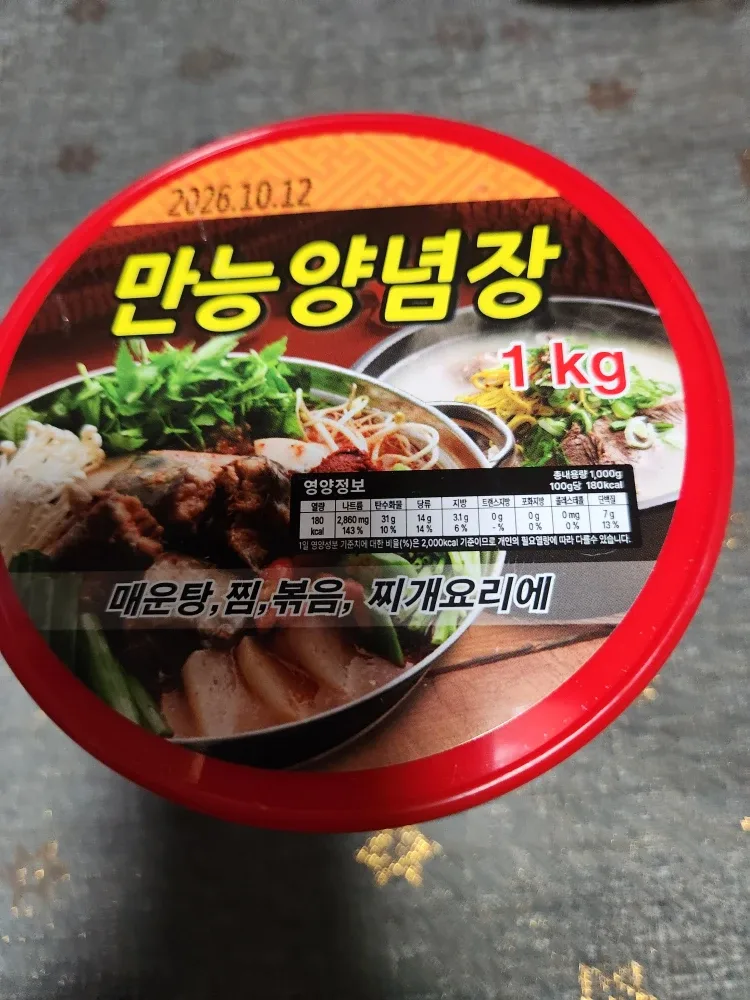 2026.10.12
만능양념장
1 kg
영양정보
총내용량 1,000g
100g당 180kcal
열량 나트륨 탄수화물 당류 지방 트랜스지방 포화지방 콜레스테롤 단백질
180 kcal 2,860 mg 143 % 31 g 10 % 14 g 14 % 3.1 g 6 % 0 g - % 0 g 0 % 0 mg 0 % 7 g 13 %
1일 영양성분 기준치에 대한 비율(%)은 2,000kcal 기준이므로 개인의 필요열량에 따라 다를수 있습니다.
매운탕, 찜, 볶음, 찌개요리에